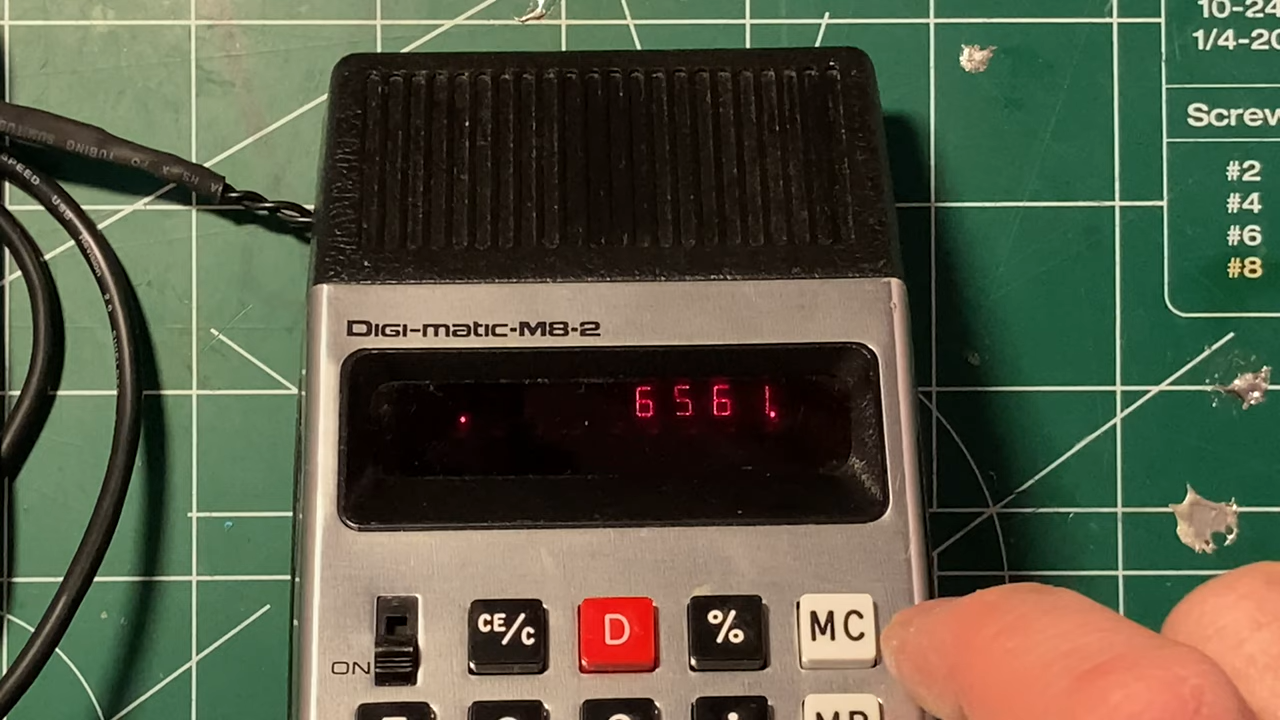 10-24
1/4-20
Screw
#2
#4
#6
#8
DIGI-matic-M8-2
6561.
CE/C
D
%
MC
ON